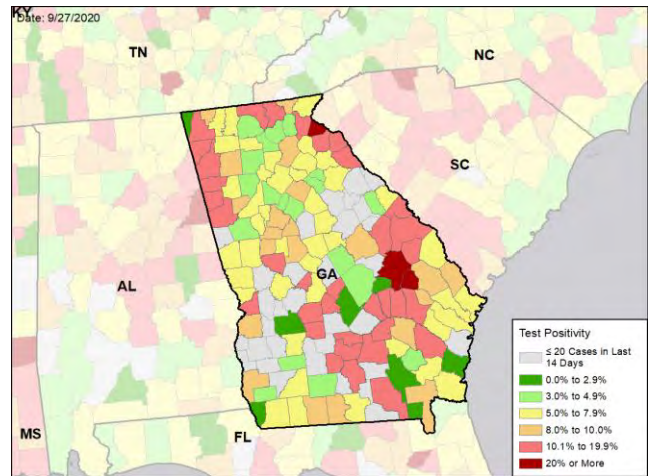 KY
Date: 9/27/2020
TN
NC
SC
AL
GA
MS
FL
Test Positivity
≤ 20 Cases in Last
14 Days
0.0% to 2.9%
3.0% to 4.9%
5.0% to 7.9%
8.0% to 10.0%
10.1% to 19.9%
20% or More